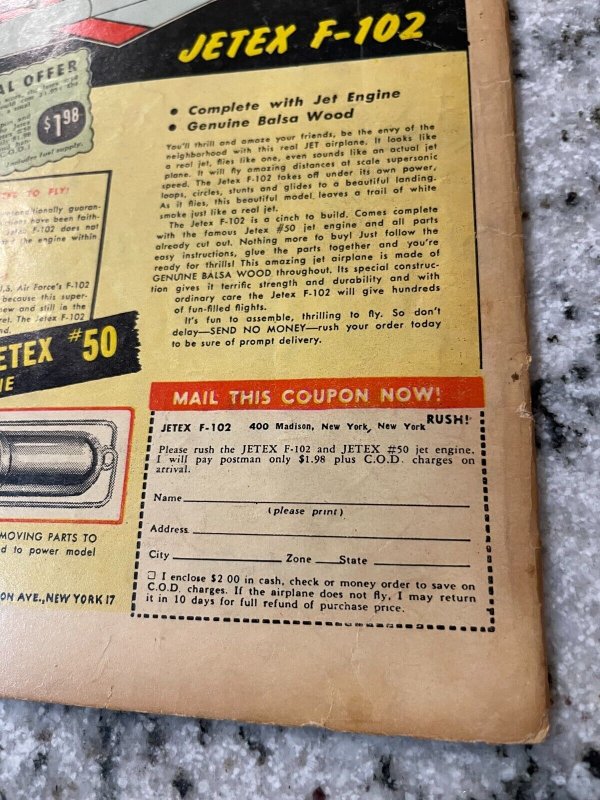 JETEX F-102
AL OFFER
$1.98
includes fuel supply.
TO FLY!
unconditionally guaran-
have been faith-
Jetex F-102 does not
the engine within
U.S. Air Force's F-102
because this super-
new and still in the
The Jetex F-102
ETEX #50
NE
MOVING PARTS TO
d to power model
ON AVE., NEW YORK 17
• Complete with Jet Engine
• Genuine Balsa Wood
You'll thrill and amaze your friends, be the envy of the
neighborhood with this real JET airplane. It looks like
a real jet, flies like one, even sounds like an actual jet
plane. It will fly amazing distances at scale supersonic
speed. The Jetex F-102 takes off under its own power,
loops, circles, stunts and glides to a beautiful landing.
As it flies, this beautiful model leaves a trail of white
smoke just like a real jet.
The Jetex F-102 is a cinch to build. Comes complete
with the famous Jetex #50 jet engine and all parts
already cut out. Nothing more to buy! Just follow the
easy instructions, glue the parts together and you're
ready for thrills! This amazing jet airplane is made of
GENUINE BALSA WOOD throughout. Its special construc-
tion gives it terrific strength and durability and with
ordinary care the Jetex F-102 will give hundreds
of fun-filled flights.
It's fun to assemble, thrilling to fly. So don't
delay—SEND NO MONEY—rush your order today
to be sure of prompt delivery.
MAIL THIS COUPON NOW!
JETEX F-102 400 Madison, New York, New York RUSH!
Please rush the JETEX F-102 and JETEX #50 jet engine.
I will pay postman only $1.98 plus C.O.D. charges on
arrival.
Name
(please print)
Address
City Zone State
☐ I enclose $2.00 in cash, check or money order to save on
C.O.D. charges. If the airplane does not fly, I may return
it in 10 days for full refund of purchase price.